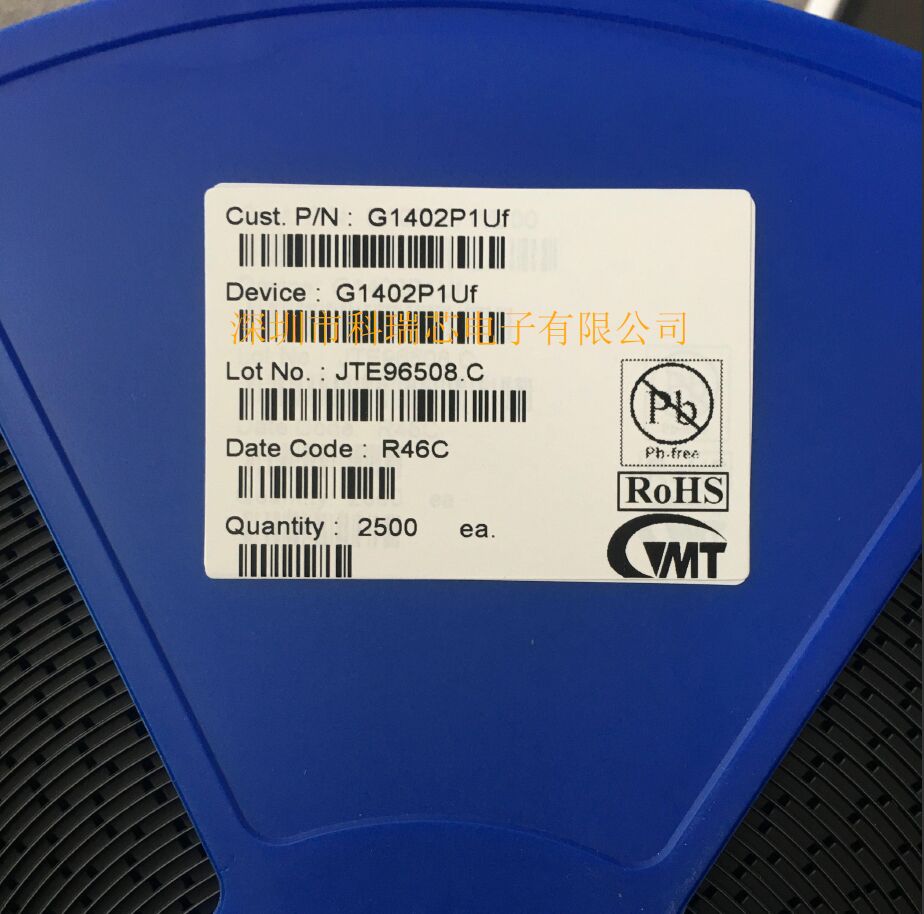 Cust. P/N : G1402P1Uf
Device : G1402P1Uf
深圳市科瑞芯电子有限公司
Lot No. : JTE96508.C
Date Code : R46C
Quantity : 2500 ea.
Pb
Pb-free
RoHS
GMT